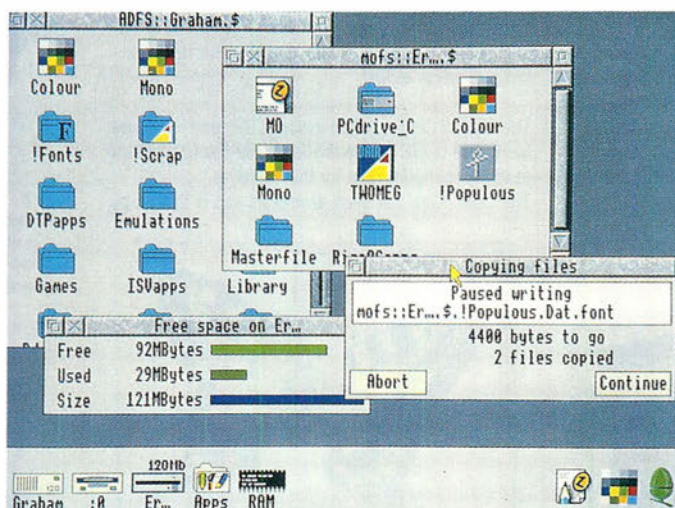 ADFS::Graham.$
Colour
Mono
!Fonts
!Scrap
DTPapps
Emulations
Games
ISVapps
Library
mofs::Er….$
MO
PCdrive_C
Colour
Mono
TWOMEG
!Populous
Masterfile
Copying files
Paused writing
mofs::Er….$.!Populous.Dat.font
4400 bytes to go
2 files copied
Abort
Continue
Free space on Er…
Free 92MBytes
Used 29MBytes
Size 121MBytes
120Mb
Graham :0 Er… Apps RAM